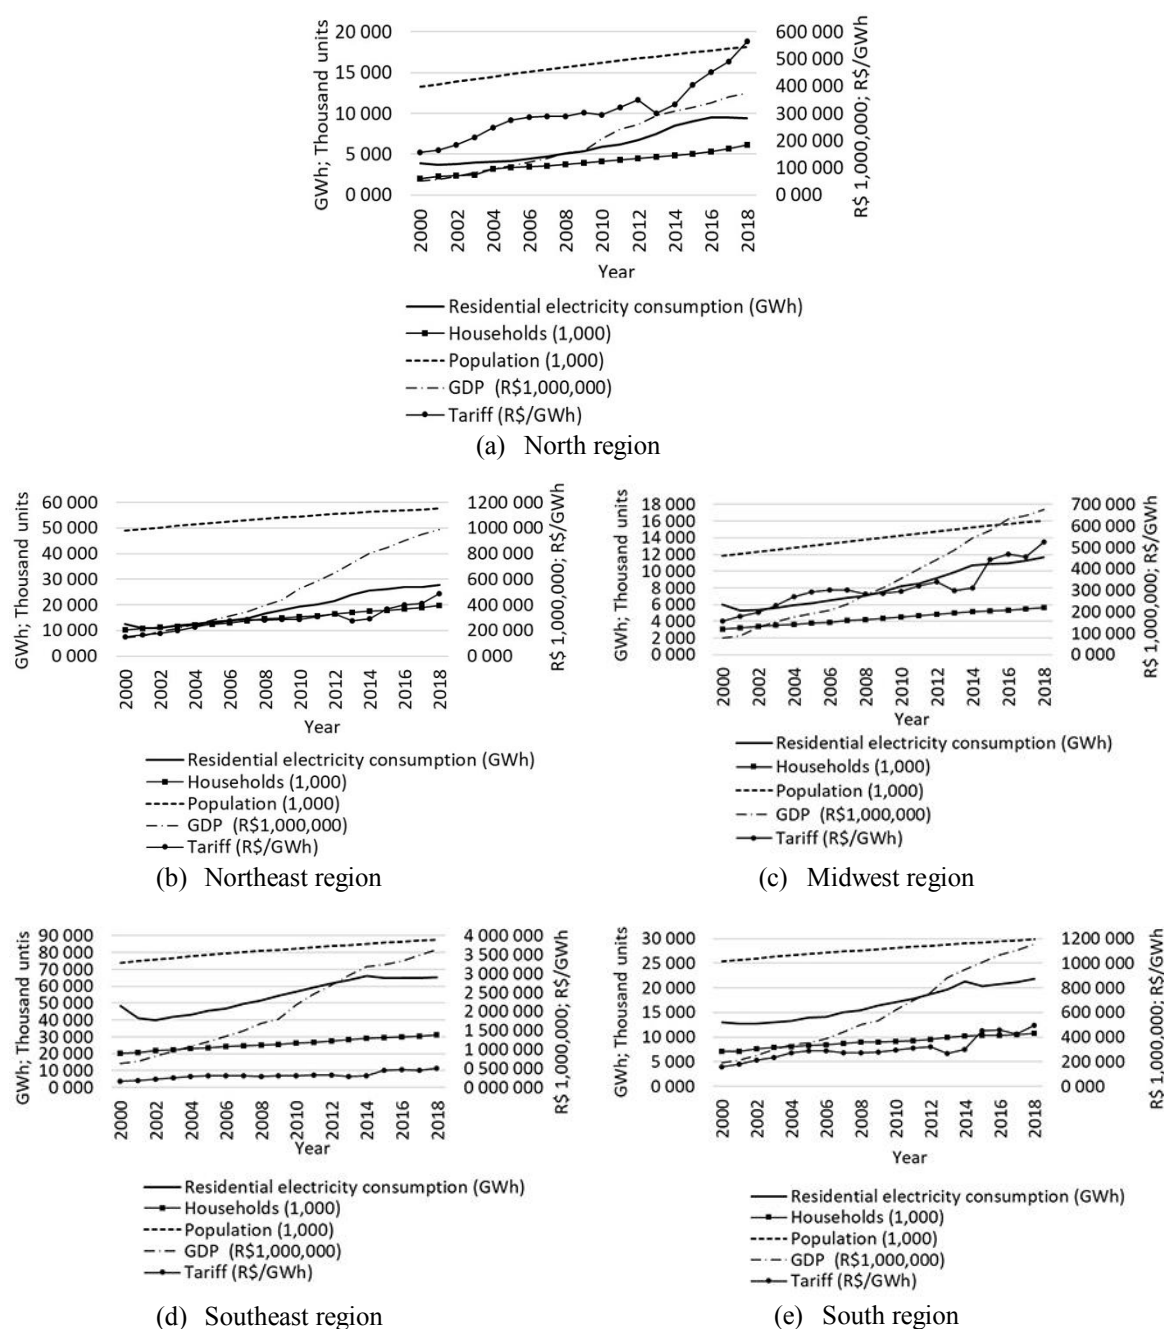 GWh; Thousand units
20 000
15 000
10 000
5 000
0 000
600 000
500 000
400 000
300 000
200 000
100 000
0 000
R$ 1,000,000; R$/GWh
2000
2002
2004
2006
2008
2010
2012
2014
2016
2018
Year
Residential electricity consumption (GWh)
Households (1,000)
Population (1,000)
GDP (R$1,000,000)
Tariff (R$/GWh)
(a) North region
GWh; Thousand units
60 000
50 000
40 000
30 000
20 000
10 000
0 000
1200 000
1000 000
800 000
600 000
400 000
200 000
0 000
R$ 1,000,000; R$/GWh
2000
2002
2004
2006
2008
2010
2012
2014
2016
2018
Year
Residential electricity consumption (GWh)
Households (1,000)
Population (1,000)
GDP (R$1,000,000)
Tariff (R$/GWh)
(b) Northeast region
GWh; Thousand units
18 000
16 000
14 000
12 000
10 000
8 000
6 000
4 000
2 000
0 000
700 000
600 000
500 000
400 000
300 000
200 000
100 000
0 000
R$ 1,000,000; R$/GWh
2000
2002
2004
2006
2008
2010
2012
2014
2016
2018
Year
Residential electricity consumption (GWh)
Households (1,000)
Population (1,000)
GDP (R$1,000,000)
Tariff (R$/GWh)
(c) Midwest region
GWh; Thousand untis
90 000
80 000
70 000
60 000
50 000
40 000
30 000
20 000
10 000
0 000
4 000 000
3 500 000
3 000 000
2 500 000
2 000 000
1 500 000
1 000 000
0 500 000
0 000 000
R$ 1,000,000; R$/GWh
2000
2002
2004
2006
2008
2010
2012
2014
2016
2018
Year
Residential electricity consumption (GWh)
Households (1,000)
Population (1,000)
GDP (R$1,000,000)
Tariff (R$/GWh)
(d) Southeast region
GWh; Thousand units
30 000
25 000
20 000
15 000
10 000
5 000
0 000
1200 000
1000 000
800 000
600 000
400 000
200 000
0 000
R$ 1,000,000; R$/GWh
2000
2002
2004
2006
2008
2010
2012
2014
2016
2018
Year
Residential electricity consumption (GWh)
Households (1,000)
Population (1,000)
GDP (R$1,000,000)
Tariff (R$/GWh)
(e) South region